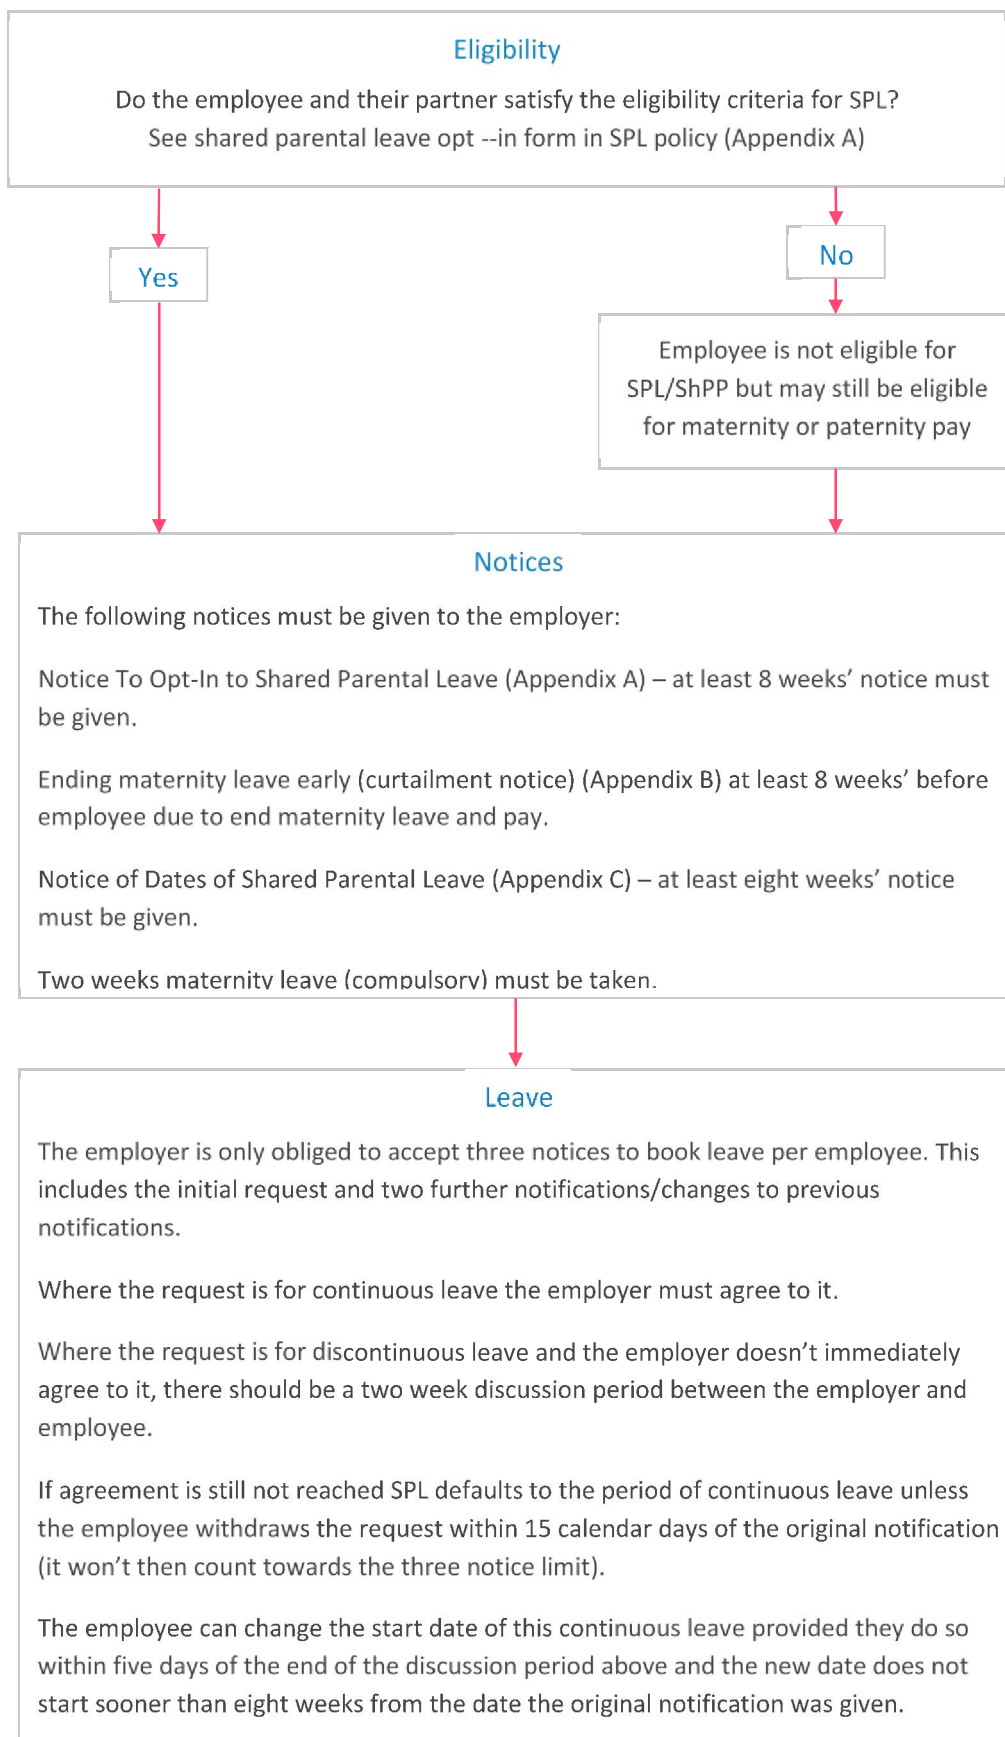 Eligibility
Do the employee and their partner satisfy the eligibility criteria for SPL?
See shared parental leave opt --in form in SPL policy (Appendix A)
Yes
No
Employee is not eligible for
SPL/ShPP but may still be eligible
for maternity or paternity pay
Notices
The following notices must be given to the employer:
Notice To Opt-In to Shared Parental Leave (Appendix A) – at least 8 weeks’ notice must
be given.
Ending maternity leave early (curtailment notice) (Appendix B) at least 8 weeks’ before
employee due to end maternity leave and pay.
Notice of Dates of Shared Parental Leave (Appendix C) – at least eight weeks’ notice
must be given.
Two weeks maternity leave (compulsory) must be taken.
Leave
The employer is only obliged to accept three notices to book leave per employee. This
includes the initial request and two further notifications/changes to previous
notifications.
Where the request is for continuous leave the employer must agree to it.
Where the request is for discontinuous leave and the employer doesn’t immediately
agree to it, there should be a two week discussion period between the employer and
employee.
If agreement is still not reached SPL defaults to the period of continuous leave unless
the employee withdraws the request within 15 calendar days of the original notification
(it won’t then count towards the three notice limit).
The employee can change the start date of this continuous leave provided they do so
within five days of the end of the discussion period above and the new date does not
start sooner than eight weeks from the date the original notification was given.